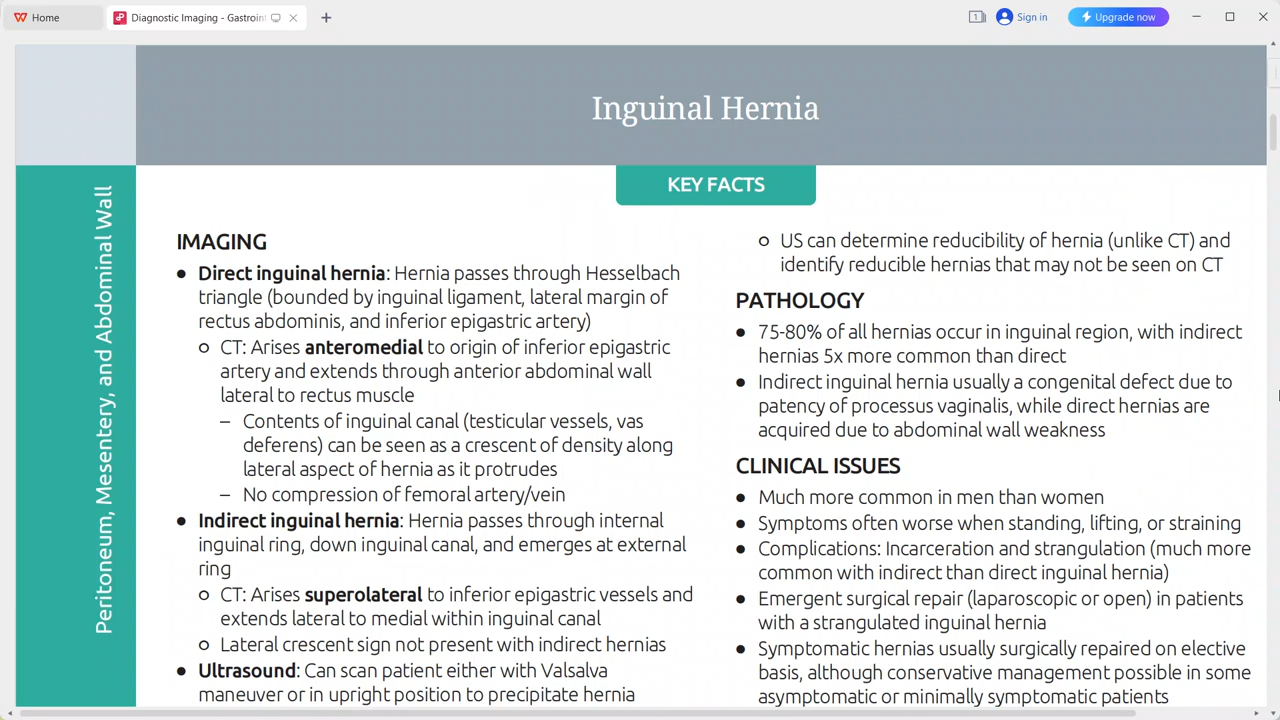 Home
Diagnostic Imaging - Gastroint
Sign in
Upgrade now
Inguinal Hernia
KEY FACTS
Peritoneum, Mesentery, and Abdominal Wall
IMAGING
• Direct inguinal hernia: Hernia passes through Hesselbach
triangle (bounded by inguinal ligament, lateral margin of
rectus abdominis, and inferior epigastric artery)
○ CT: Arises anteromedial to origin of inferior epigastric
artery and extends through anterior abdominal wall
lateral to rectus muscle
– Contents of inguinal canal (testicular vessels, vas
deferens) can be seen as a crescent of density along
lateral aspect of hernia as it protrudes
– No compression of femoral artery/vein
• Indirect inguinal hernia: Hernia passes through internal
inguinal ring, down inguinal canal, and emerges at external
ring
○ CT: Arises superolateral to inferior epigastric vessels and
extends lateral to medial within inguinal canal
○ Lateral crescent sign not present with indirect hernias
• Ultrasound: Can scan patient either with Valsalva
maneuver or in upright position to precipitate hernia
○ US can determine reducibility of hernia (unlike CT) and
identify reducible hernias that may not be seen on CT
PATHOLOGY
• 75-80% of all hernias occur in inguinal region, with indirect
hernias 5x more common than direct
• Indirect inguinal hernia usually a congenital defect due to
patency of processus vaginalis, while direct hernias are
acquired due to abdominal wall weakness
CLINICAL ISSUES
• Much more common in men than women
• Symptoms often worse when standing, lifting, or straining
• Complications: Incarceration and strangulation (much more
common with indirect than direct inguinal hernia)
• Emergent surgical repair (laparoscopic or open) in patients
with a strangulated inguinal hernia
• Symptomatic hernias usually surgically repaired on elective
basis, although conservative management possible in some
asymptomatic or minimally symptomatic patients